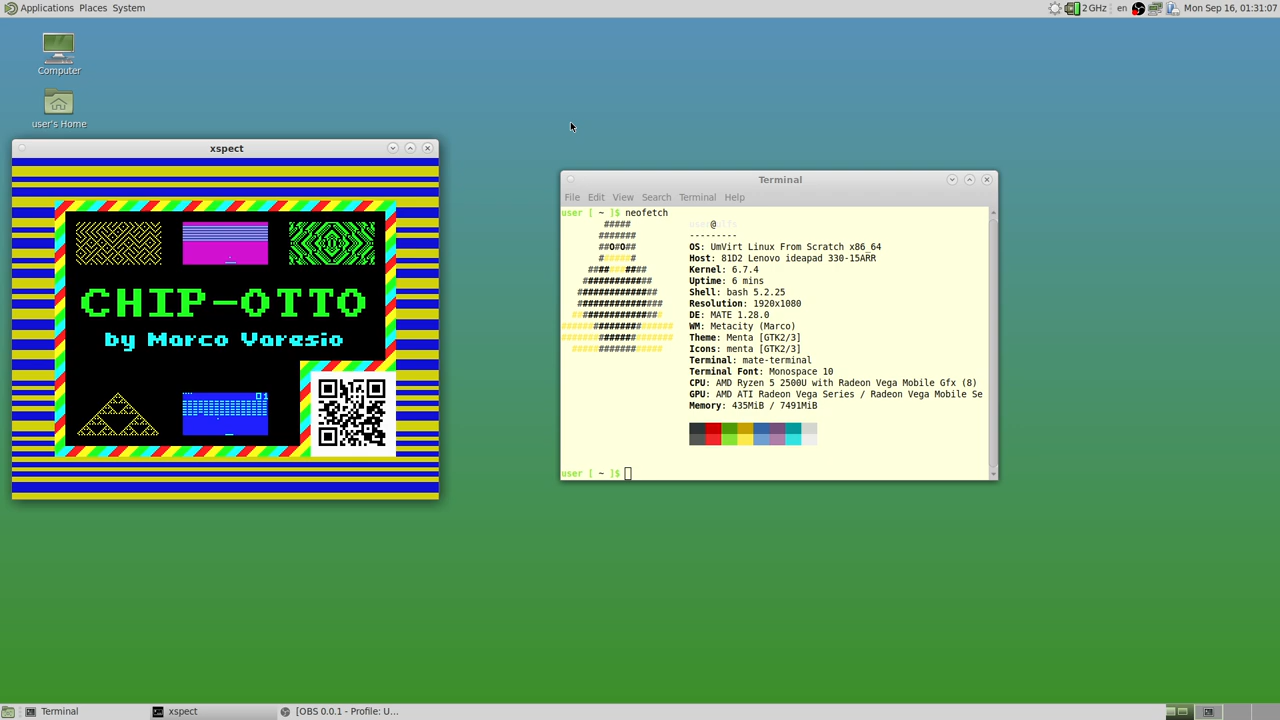 Applications Places System
2 GHz en Mon Sep 16, 01:31:07
Computer
user's Home
xspect
CHIP-OTTO
by Marco Varesio
01
Terminal
File Edit View Search Terminal Help
user [ ~ ]$ neofetch
#####
#######
##O#O##
#######
###########
#############
###############
################
#################
#####################
#####################
#################
@
---------
OS: UmVirt Linux From Scratch x86_64
Host: 81D2 Lenovo ideapad 330-15ARR
Kernel: 6.7.4
Uptime: 6 mins
Shell: bash 5.2.25
Resolution: 1920x1080
DE: MATE 1.28.0
WM: Metacity (Marco)
Theme: Menta [GTK2/3]
Icons: menta [GTK2/3]
Terminal: mate-terminal
Terminal Font: Monospace 10
CPU: AMD Ryzen 5 2500U with Radeon Vega Mobile Gfx (8)
GPU: AMD ATI Radeon Vega Series / Radeon Vega Mobile Se
Memory: 435MiB / 7491MiB
user [ ~ ]$
Terminal xspect [OBS 0.0.1 - Profile: U...